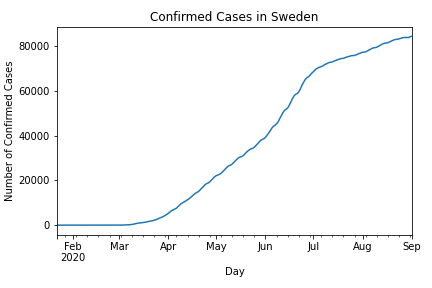 Confirmed Cases in Sweden
Number of Confirmed Cases
80000
60000
40000
20000
0
Feb Mar Apr May Jun Jul Aug Sep
2020
Day